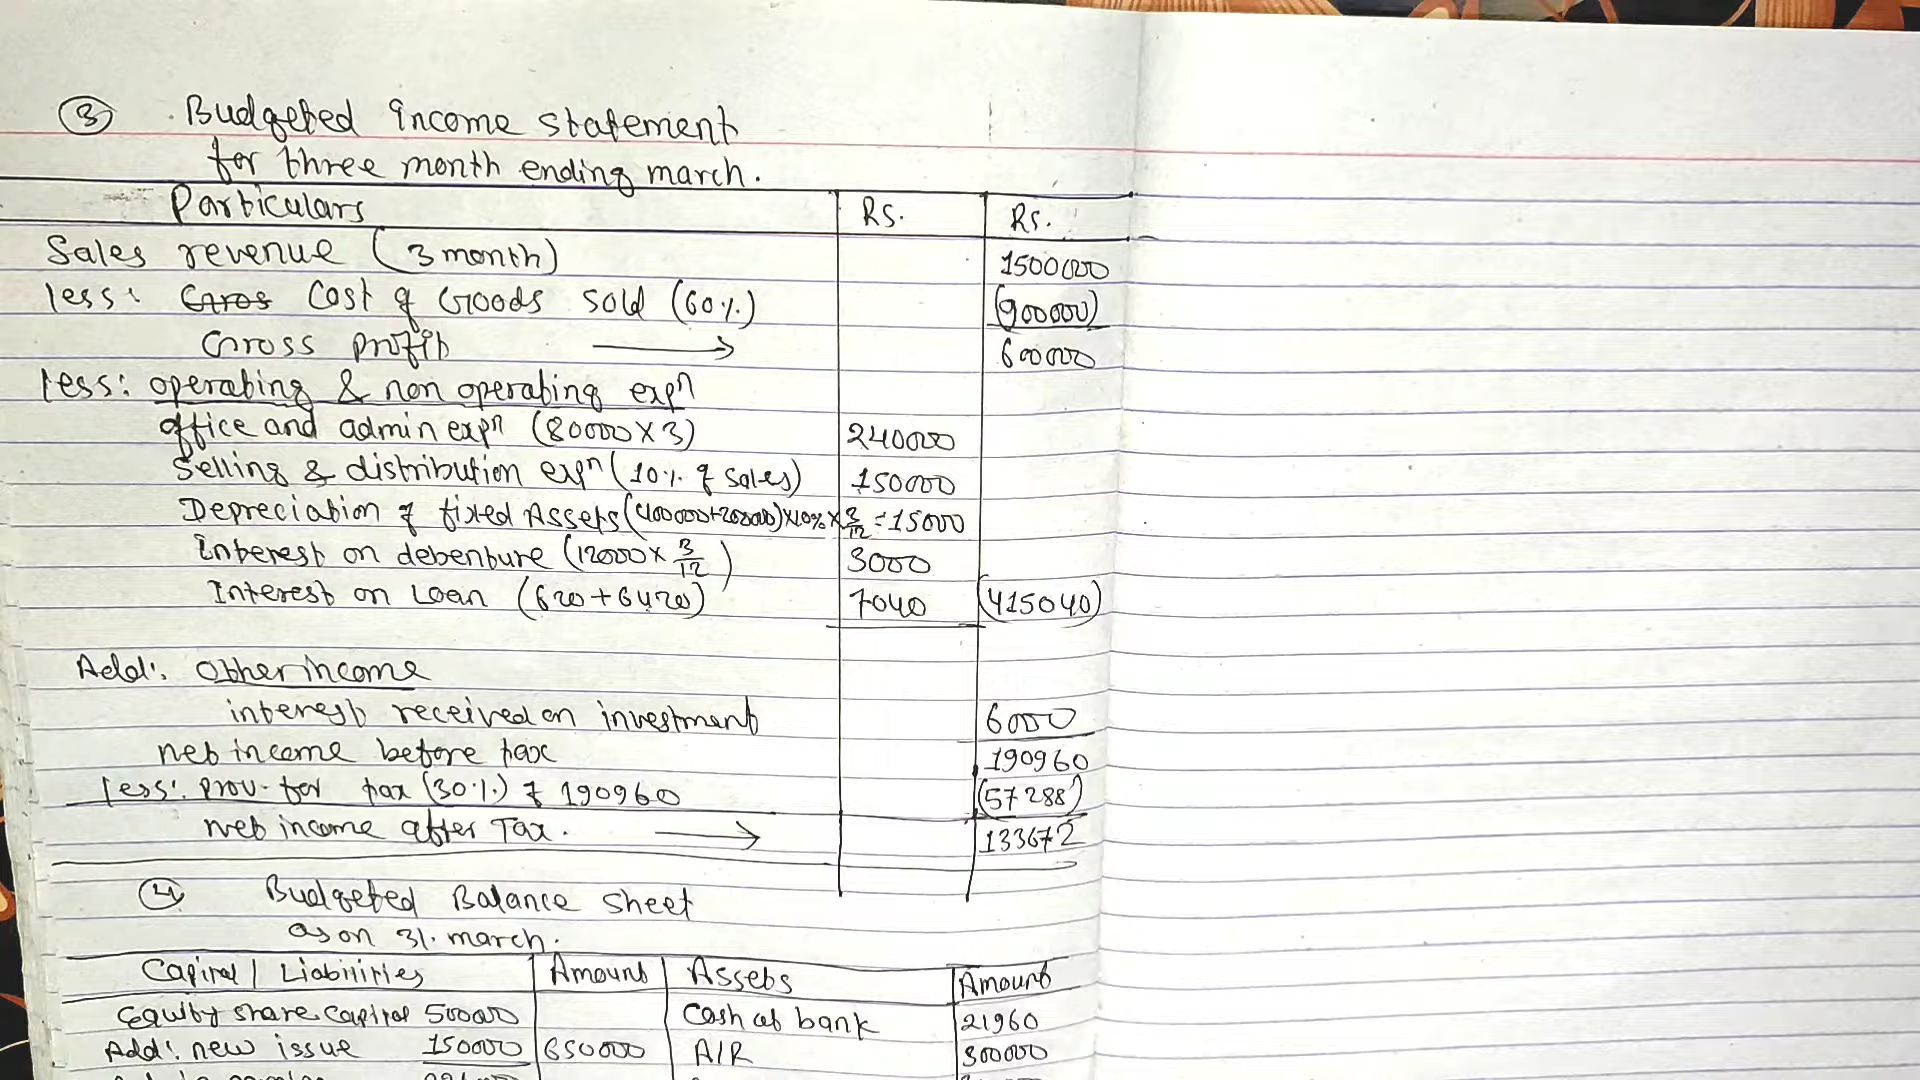 ③ Budgeted income statement
for three month ending march.
Particulars Rs. Rs.
Sales revenue (3 month) 1500000
less: Cost of Goods sold (60%) (900000)
Gross profit → 600000
less: operating & non operating expn
office and admin expn (80000 × 3) 240000
Selling & distribution expn (10% of sales) 150000
Depreciation of fixed Assets (400000+200000)×10% × 3/12 = 15000
Interest on debenture (12000 × 3/12) 3000
Interest on Loan (620+6420) 7040 (415040)
Add: Other income
interest received on investment 6000
net income before tax 190960
less: prov. for tax (30%) of 190960 (57288)
net income after Tax. → 133672
④ Budgeted Balance sheet
as on 31. march.
Capital / Liabilities Amount Assets Amount
Equity share capital 500000 Cash at bank 21960
Add: new issue 150000 650000 A/R 300000